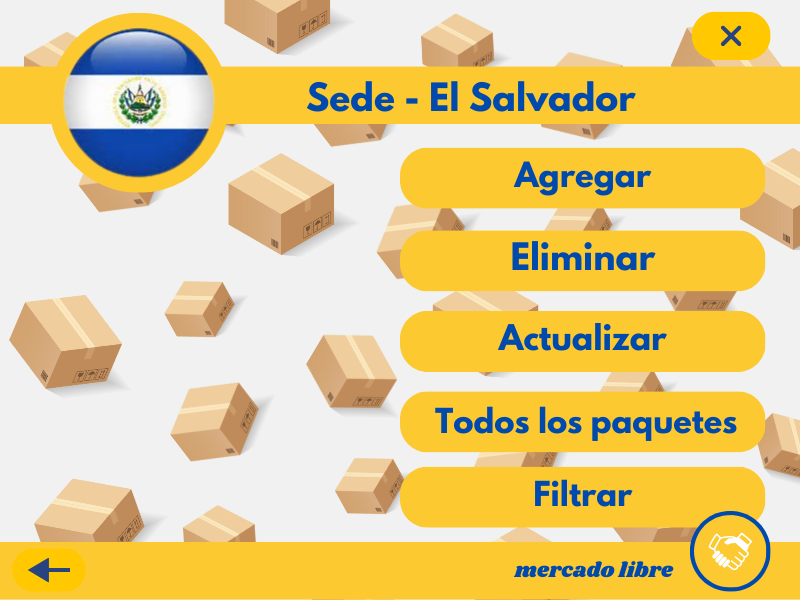 Sede - El Salvador
Agregar
Eliminar
Actualizar
Todos los paquetes
Filtrar
mercado libre